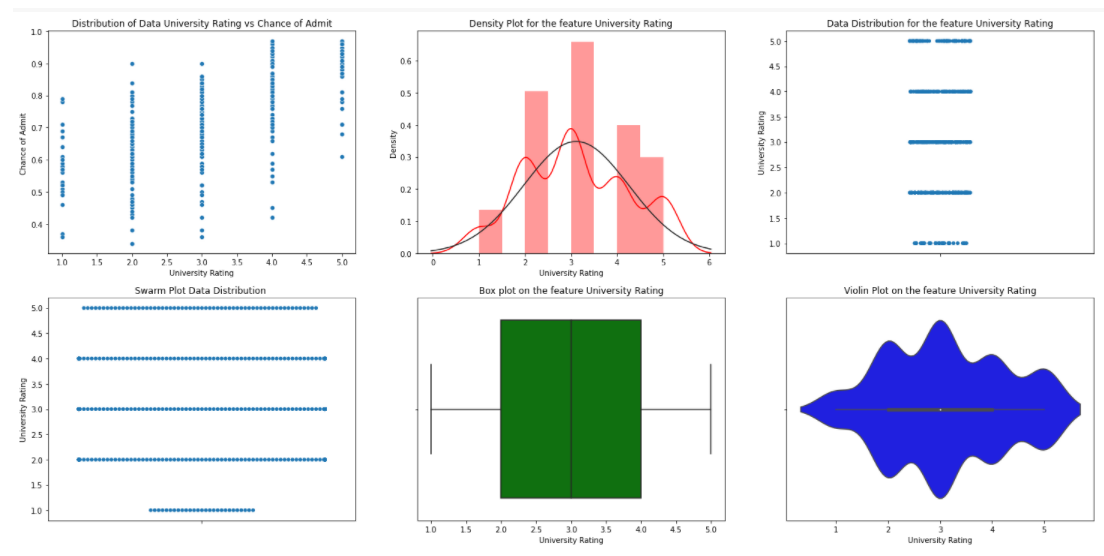 Distribution of Data University Rating vs Chance of Admit
1.0
0.9
0.8
0.7
0.6
0.5
0.4
Chance of Admit
1.0 1.5 2.0 2.5 3.0 3.5 4.0 4.5 5.0
University Rating
Density Plot for the feature University Rating
0.6
0.5
0.4
0.3
0.2
0.1
0.0
Density
0 1 2 3 4 5 6
University Rating
Data Distribution for the feature University Rating
5.0
4.5
4.0
3.5
3.0
2.5
2.0
1.5
1.0
University Rating
Swarm Plot Data Distribution
5.0
4.5
4.0
3.5
3.0
2.5
2.0
1.5
1.0
University Rating
Box plot on the feature University Rating
1.0 1.5 2.0 2.5 3.0 3.5 4.0 4.5 5.0
University Rating
Violin Plot on the feature University Rating
1 2 3 4 5
University Rating